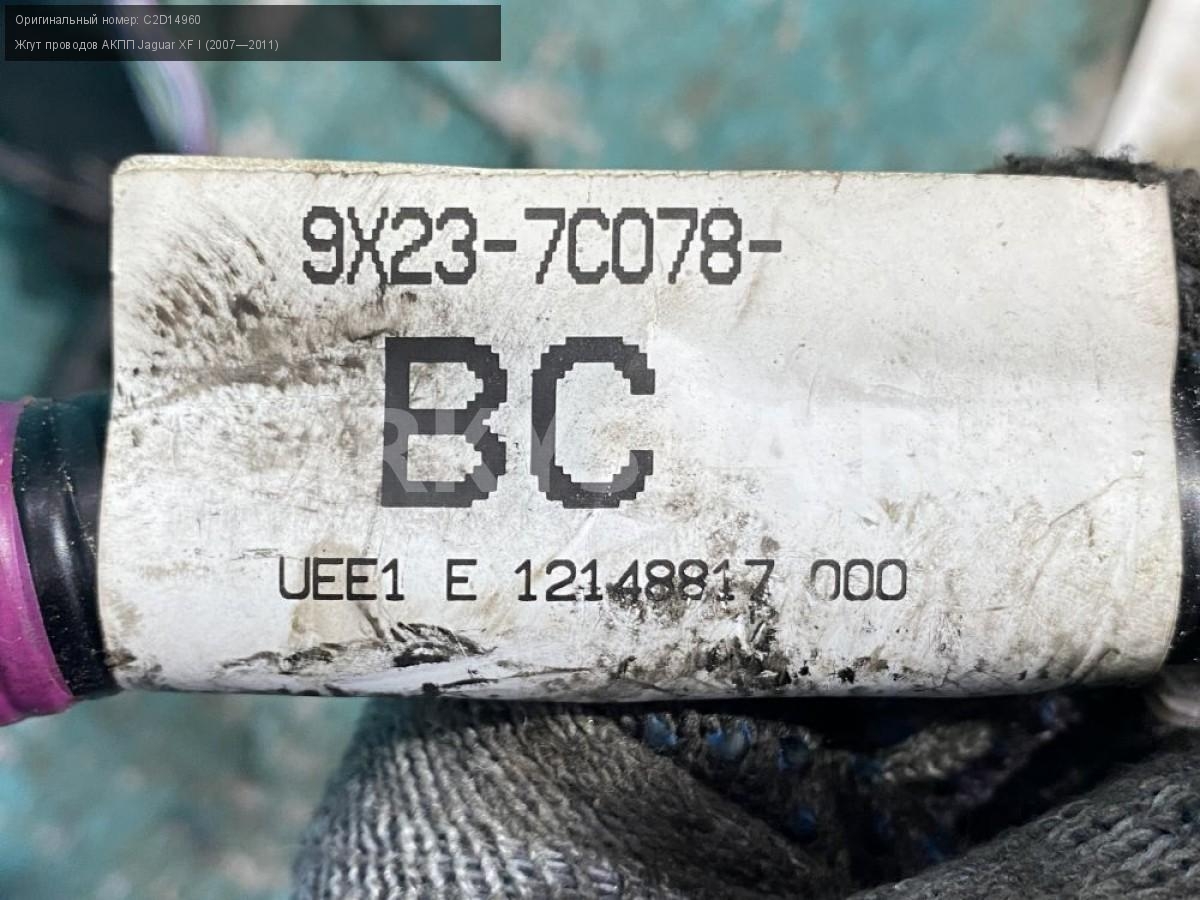 Оригинальный номер: C2D14960
Жгут проводов АКПП Jaguar XF I (2007—2011)
9X23-7C078-
BC
UEE1 E 12148817 000